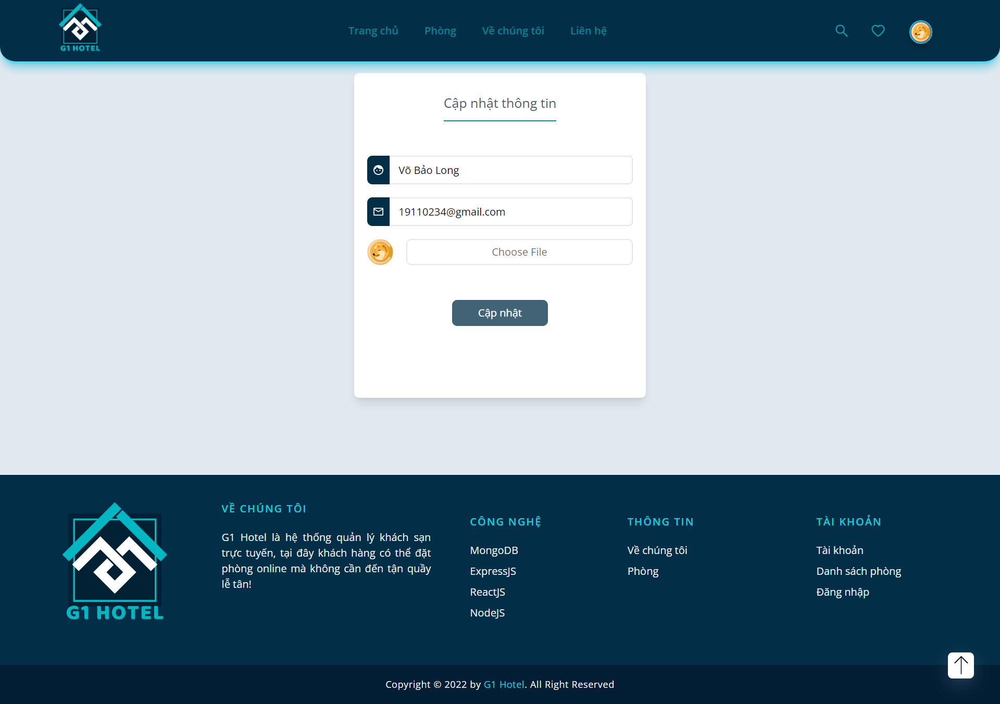 G1 HOTEL
Trang chủ
Phòng
Về chúng tôi
Liên hệ
Cập nhật thông tin
Võ Bảo Long
19110234@gmail.com
Choose File
Cập nhật
G1 HOTEL
VỀ CHÚNG TÔI
G1 Hotel là hệ thống quản lý khách sạn
trực tuyến, tại đây khách hàng có thể đặt
phòng online mà không cần đến tận quầy
lễ tân!
CÔNG NGHỆ
MongoDB
ExpressJS
ReactJS
NodeJS
THÔNG TIN
Về chúng tôi
Phòng
TÀI KHOẢN
Tài khoản
Danh sách phòng
Đăng nhập
Copyright © 2022 by G1 Hotel. All Right Reserved